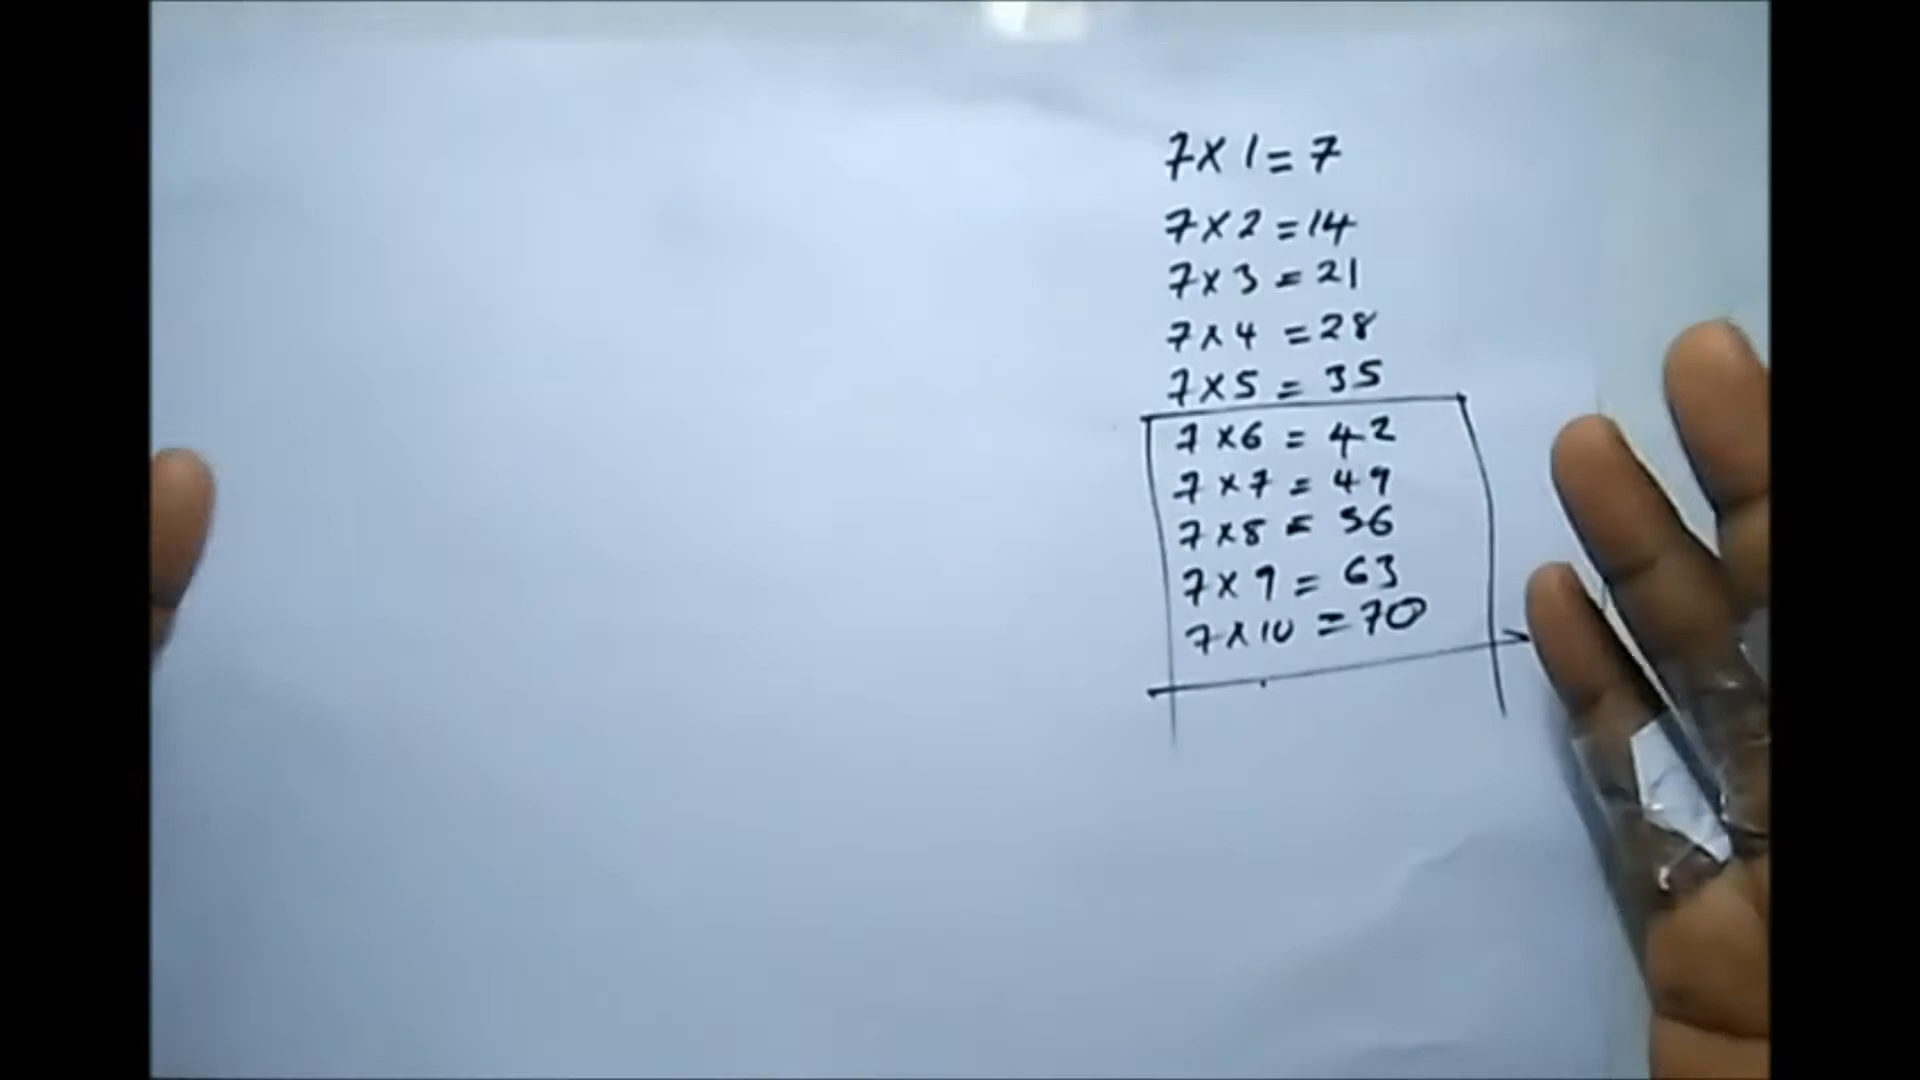 7 x 1 = 7
7 x 2 = 14
7 x 3 = 21
7 x 4 = 28
7 x 5 = 35
7 x 6 = 42
7 x 7 = 49
7 x 8 = 56
7 x 9 = 63
7 x 10 = 70